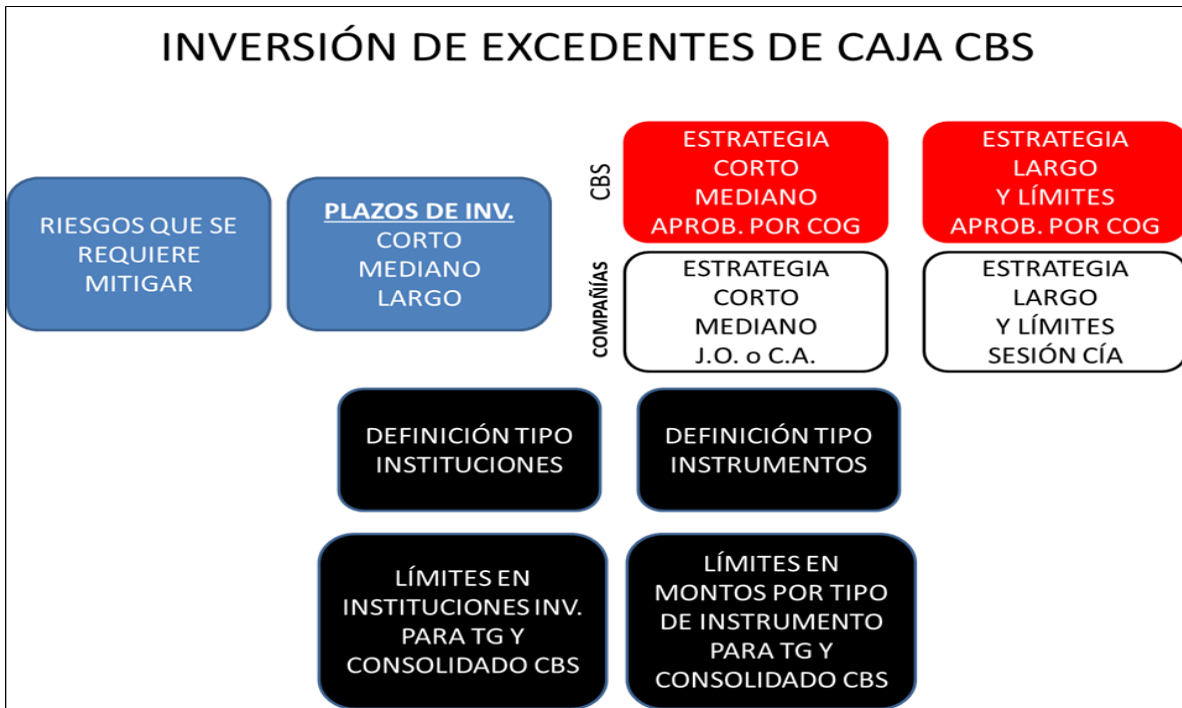 INVERSIÓN DE EXCEDENTES DE CAJA CBS
RIESGOS QUE SE
REQUIERE
MITIGAR
PLAZOS DE INV.
CORTO
MEDIANO
LARGO
CBS
ESTRATEGIA
CORTO
MEDIANO
APROB. POR COG
ESTRATEGIA
LARGO
Y LÍMITES
APROB. POR COG
COMPAÑÍAS
ESTRATEGIA
CORTO
MEDIANO
J.O. o C.A.
ESTRATEGIA
LARGO
Y LÍMITES
SESIÓN CÍA
DEFINICIÓN TIPO
INSTITUCIONES
DEFINICIÓN TIPO
INSTRUMENTOS
LÍMITES EN
INSTITUCIONES INV.
PARA TG Y
CONSOLIDADO CBS
LÍMITES EN
MONTOS POR TIPO
DE INSTRUMENTO
PARA TG Y
CONSOLIDADO CBS